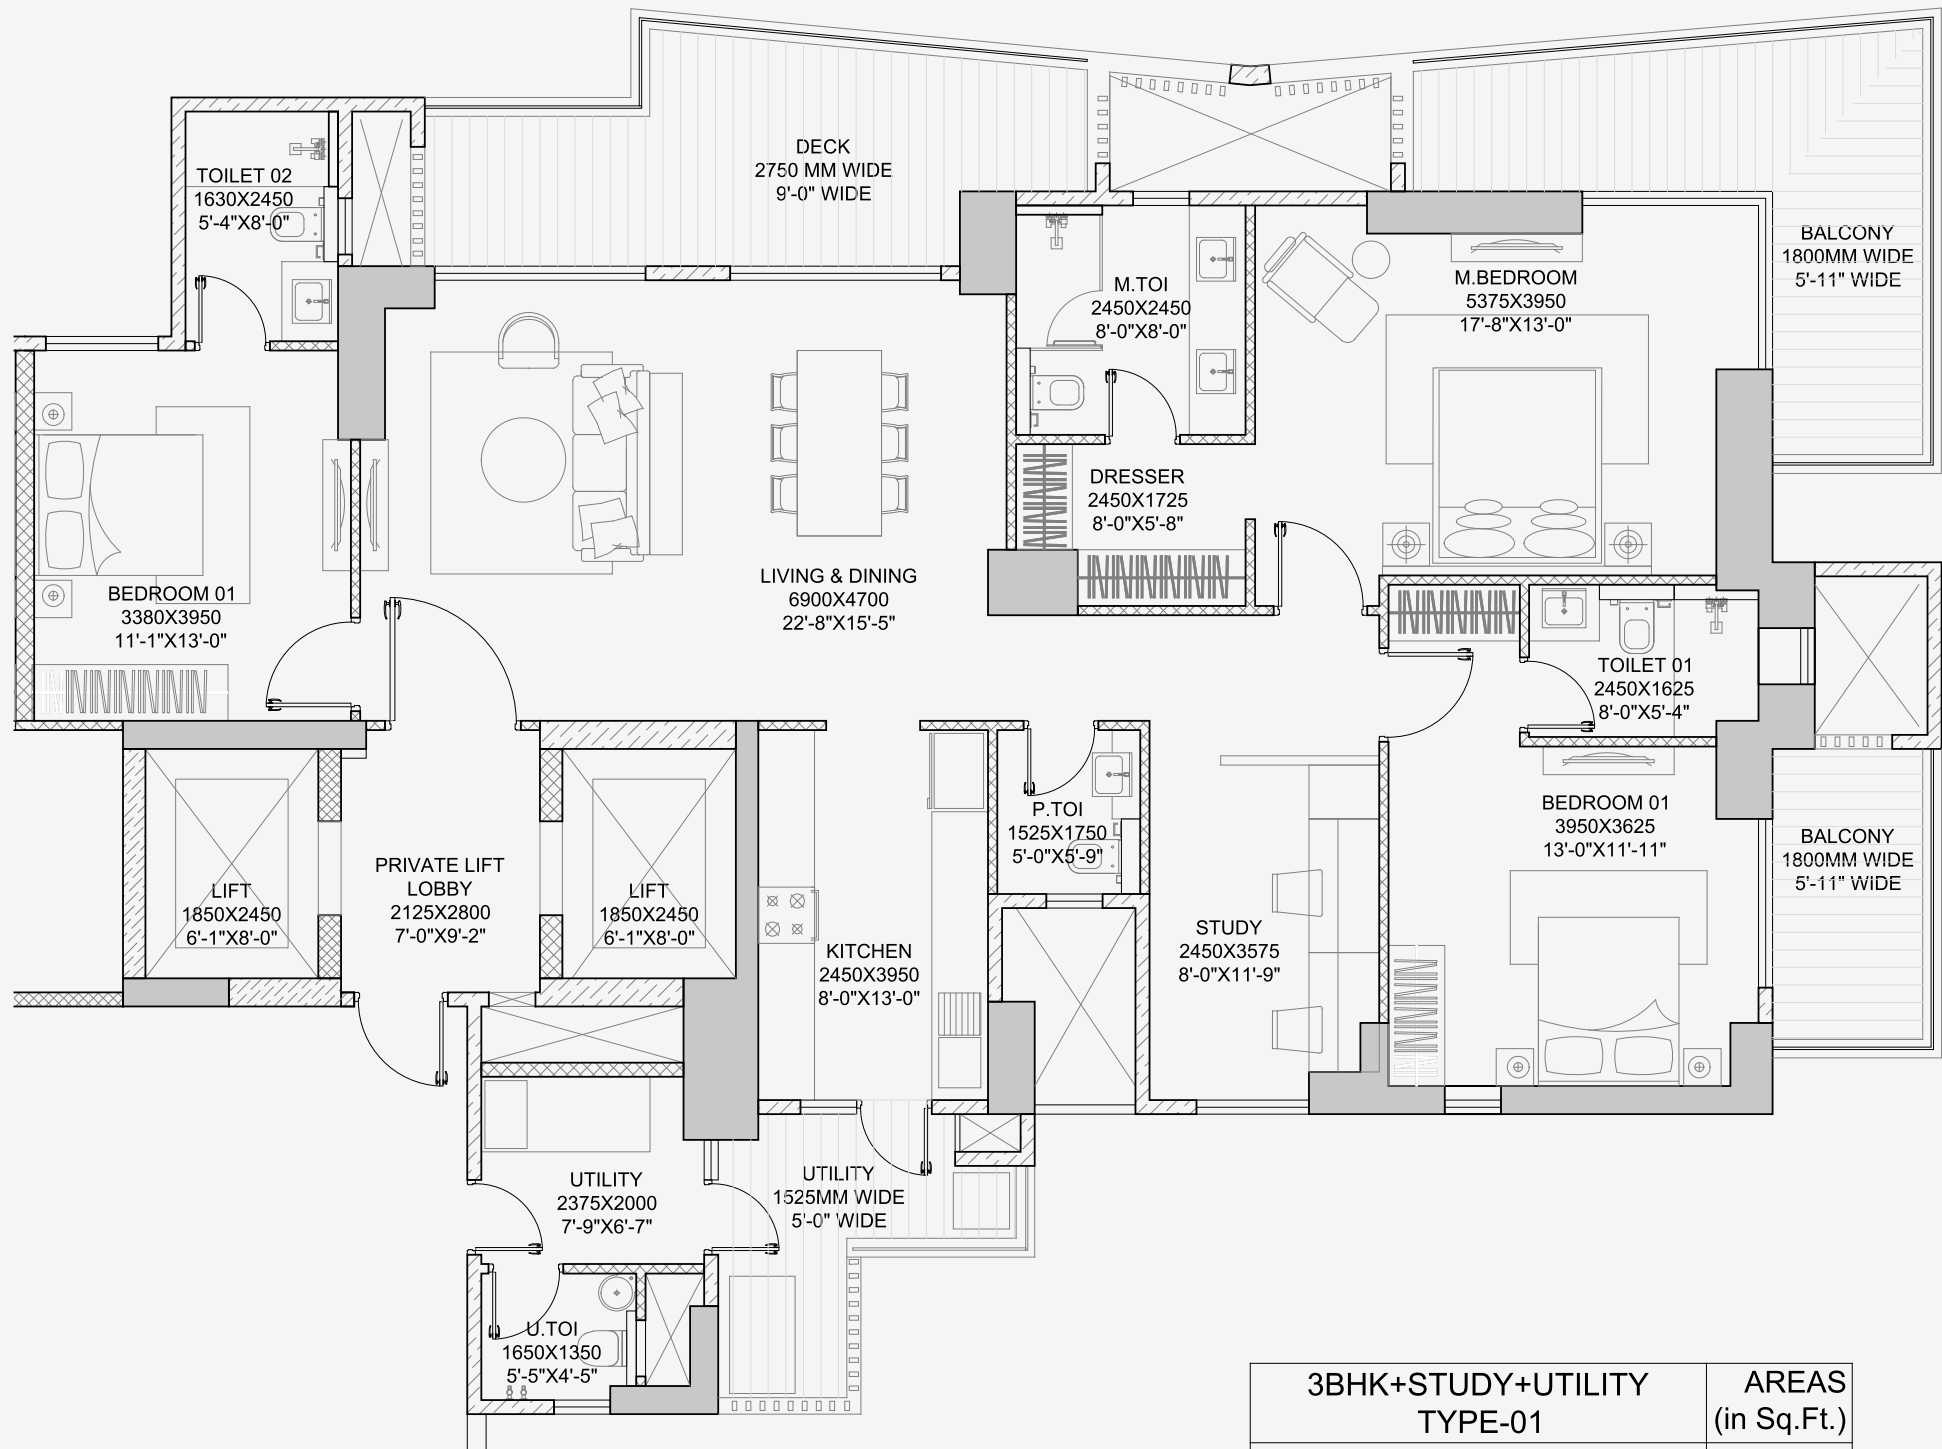 DECK
2750 MM WIDE
9'-0" WIDE
TOILET 02
1630X2450
5'-4"X8'-0"
BALCONY
1800MM WIDE
5'-11" WIDE
M.TOI
2450X2450
8'-0"X8'-0"
M.BEDROOM
5375X3950
17'-8"X13'-0"
DRESSER
2450X1725
8'-0"X5'-8"
BEDROOM 01
3380X3950
11'-1"X13'-0"
LIVING & DINING
6900X4700
22'-8"X15'-5"
TOILET 01
2450X1625
8'-0"X5'-4"
P.TOI
1525X1750
5'-0"X5'-9"
BEDROOM 01
3950X3625
13'-0"X11'-11"
BALCONY
1800MM WIDE
5'-11" WIDE
LIFT
1850X2450
6'-1"X8'-0"
PRIVATE LIFT
LOBBY
2125X2800
7'-0"X9'-2"
LIFT
1850X2450
6'-1"X8'-0"
KITCHEN
2450X3950
8'-0"X13'-0"
STUDY
2450X3575
8'-0"X11'-9"
UTILITY
2375X2000
7'-9"X6'-7"
UTILITY
1525MM WIDE
5'-0" WIDE
U.TOI
1650X1350
5'-5"X4'-5"
3BHK+STUDY+UTILITY
TYPE-01
AREAS
(in Sq.Ft.)